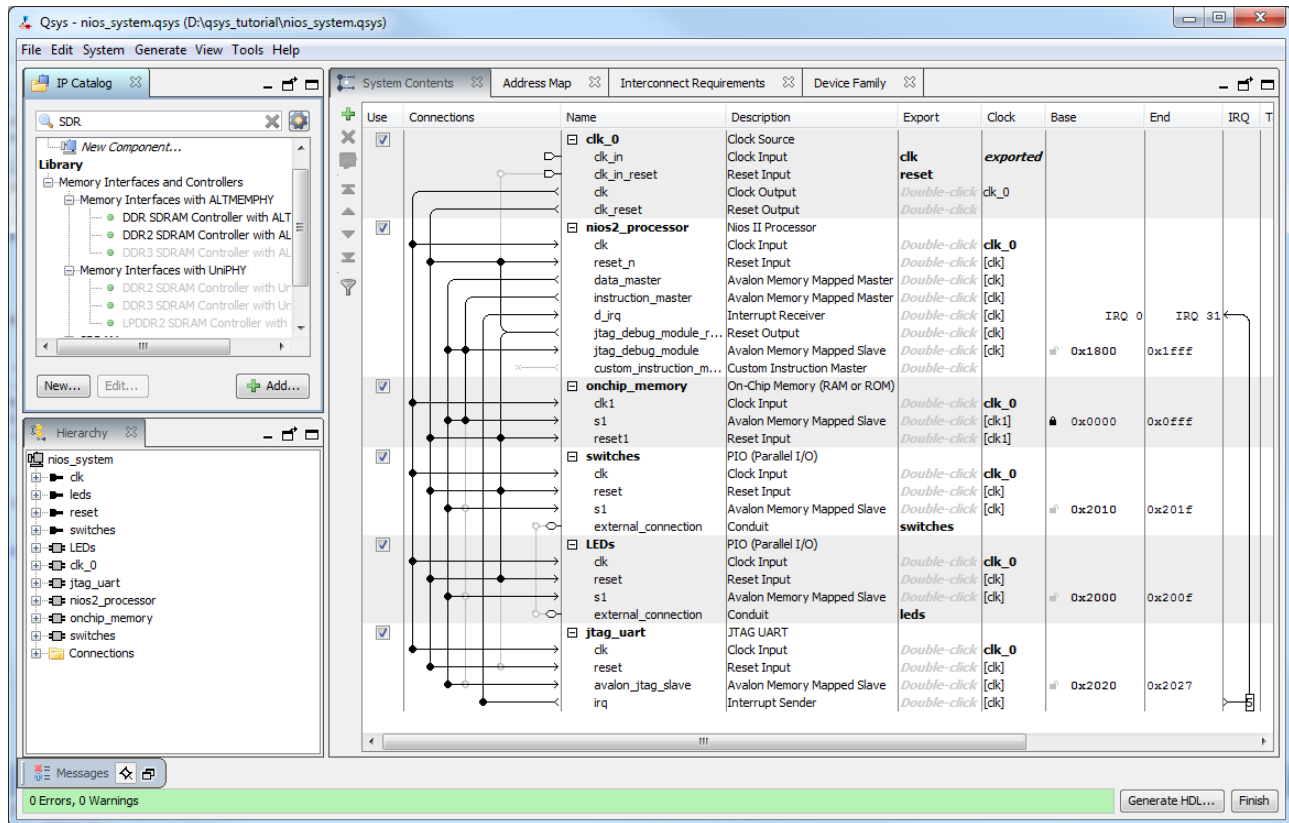 Qsys - nios_system.qsys (D:\qsys_tutorial\nios_system.qsys)
File Edit System Generate View Tools Help
IP Catalog
SDR
New Component...
Library
Memory Interfaces and Controllers
Memory Interfaces with ALTMEMPHY
DDR SDRAM Controller with ALT
DDR2 SDRAM Controller with AL
DDR3 SDRAM Controller with AL
Memory Interfaces with UniPHY
DDR2 SDRAM Controller with Un
DDR3 SDRAM Controller with Un
LPDDR2 SDRAM Controller with
New... Edit... Add...
Hierarchy
nios_system
clk
leds
reset
switches
LEDs
clk_0
jtag_uart
nios2_processor
onchip_memory
switches
Connections
System Contents Address Map Interconnect Requirements Device Family
Use Connections Name Description Export Clock Base End IRQ T
clk_0 Clock Source
clk_in Clock Input clk exported
clk_in_reset Reset Input reset
clk Clock Output Double-click clk_0
clk_reset Reset Output Double-click
nios2_processor Nios II Processor
clk Clock Input Double-click clk_0
reset_n Reset Input Double-click [clk]
data_master Avalon Memory Mapped Master Double-click [clk]
instruction_master Avalon Memory Mapped Master Double-click [clk]
d_irq Interrupt Receiver Double-click [clk] IRQ 0 IRQ 31
jtag_debug_module_r... Reset Output Double-click [clk]
jtag_debug_module Avalon Memory Mapped Slave Double-click [clk] 0x1800 0x1fff
custom_instruction_m... Custom Instruction Master Double-click
onchip_memory On-Chip Memory (RAM or ROM)
clk1 Clock Input Double-click clk_0
s1 Avalon Memory Mapped Slave Double-click [clk1] 0x0000 0x0fff
reset1 Reset Input Double-click [clk1]
switches PIO (Parallel I/O)
clk Clock Input Double-click clk_0
reset Reset Input Double-click [clk]
s1 Avalon Memory Mapped Slave Double-click [clk] 0x2010 0x201f
external_connection Conduit switches
LEDs PIO (Parallel I/O)
clk Clock Input Double-click clk_0
reset Reset Input Double-click [clk]
s1 Avalon Memory Mapped Slave Double-click [clk] 0x2000 0x200f
external_connection Conduit leds
jtag_uart JTAG UART
clk Clock Input Double-click clk_0
reset Reset Input Double-click [clk]
avalon_jtag_slave Avalon Memory Mapped Slave Double-click [clk] 0x2020 0x2027
irq Interrupt Sender Double-click [clk] 5
Messages
0 Errors, 0 Warnings
Generate HDL... Finish